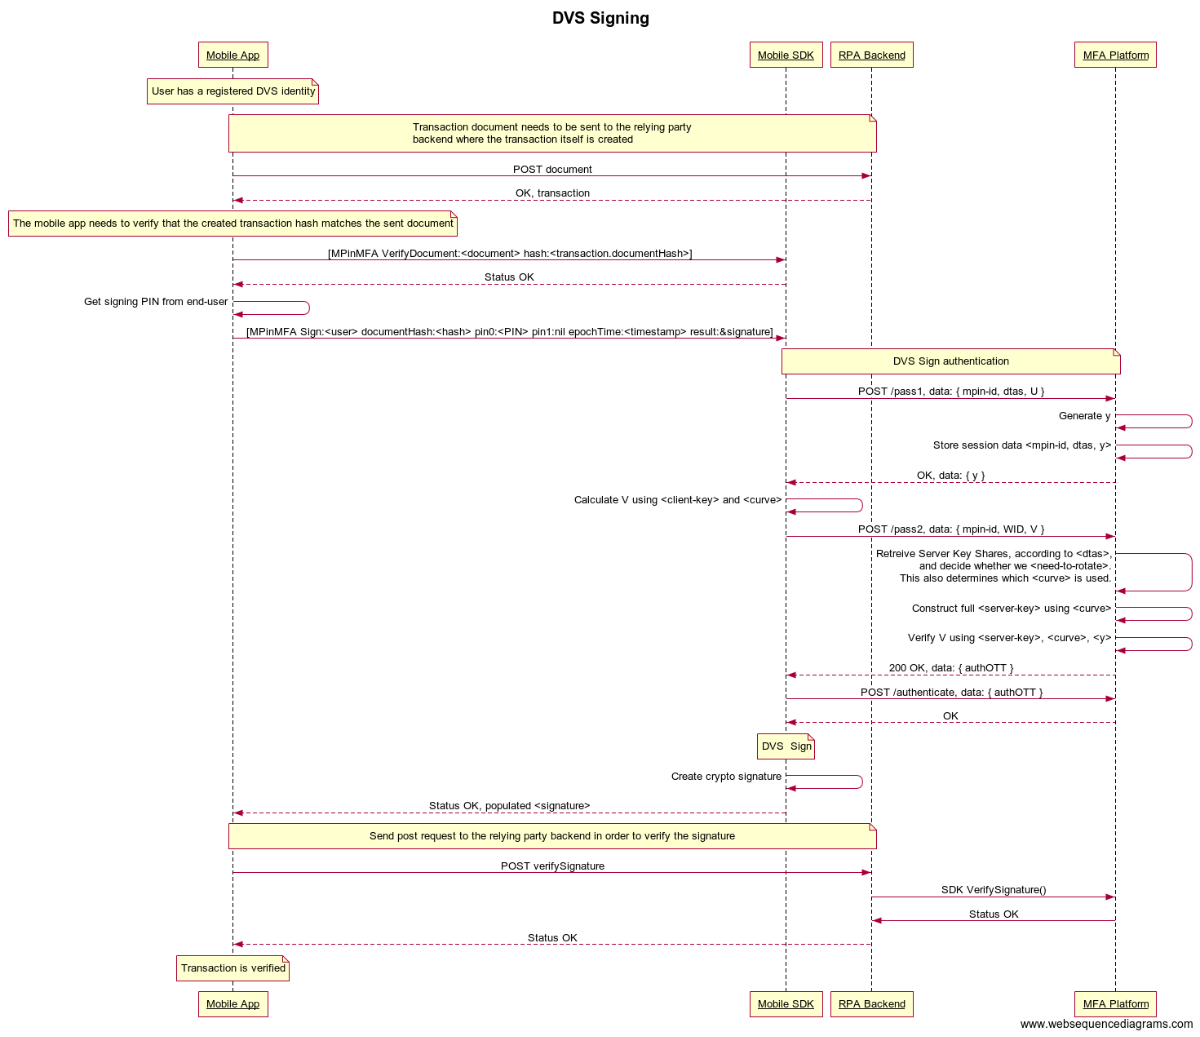 DVS Signing
Mobile App
Mobile SDK
RPA Backend
MFA Platform
User has a registered DVS identity
Transaction document needs to be sent to the relying party
backend where the transaction itself is created
POST document
OK, transaction
The mobile app needs to verify that the created transaction hash matches the sent document
[MPinMFA VerifyDocument:<document> hash:<transaction.documentHash>]
Status OK
Get signing PIN from end-user
[MPinMFA Sign:<user> documentHash:<hash> pin0:<PIN> pin1:nil epochTime:<timestamp> result:&signature]
DVS Sign authentication
POST /pass1, data: { mpin-id, dtas, U }
Generate y
Store session data <mpin-id, dtas, y>
OK, data: { y }
Calculate V using <client-key> and <curve>
POST /pass2, data: { mpin-id, WID, V }
Retreive Server Key Shares, according to <dtas>,
and decide whether we <need-to-rotate>.
This also determines which <curve> is used.
Construct full <server-key> using <curve>
Verify V using <server-key>, <curve>, <y>
200 OK, data: { authOTT }
POST /authenticate, data: { authOTT }
OK
DVS  Sign
Create crypto signature
Status OK, populated <signature>
Send post request to the relying party backend in order to verify the signature
POST verifySignature
SDK VerifySignature()
Status OK
Status OK
Transaction is verified
Mobile App
Mobile SDK
RPA Backend
MFA Platform
www.websequencediagrams.com